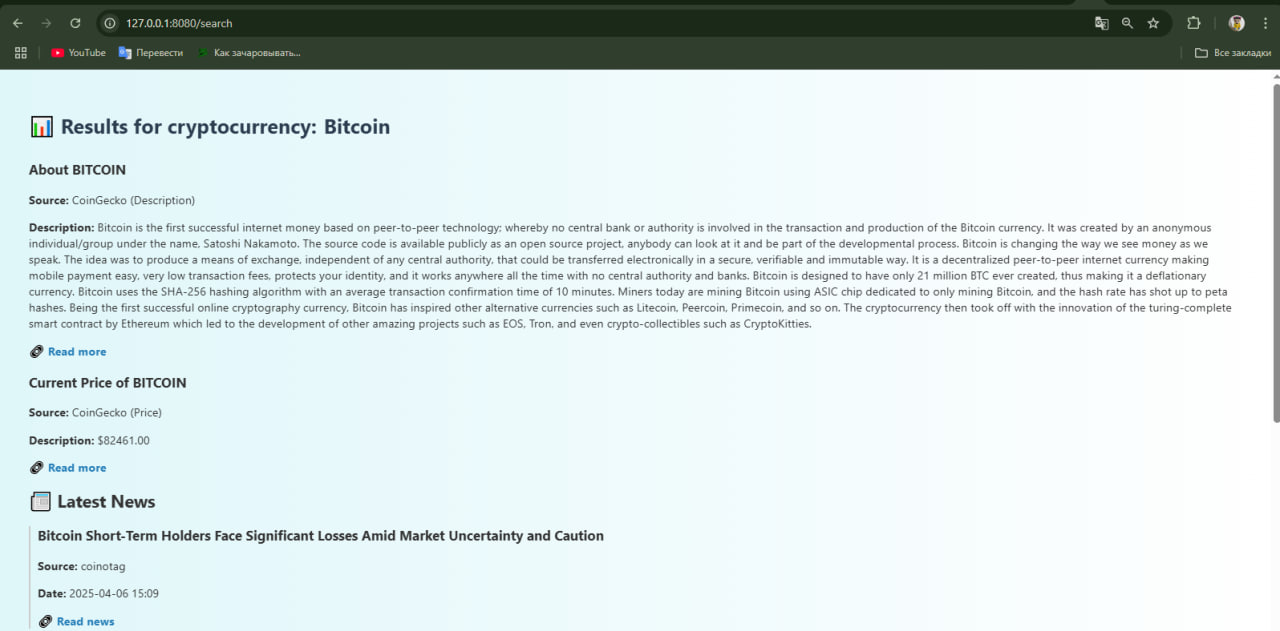 127.0.0.1:8080/search
YouTube
Перевести
Как зачаровывать...
Все закладки
Results for cryptocurrency: Bitcoin
About BITCOIN
Source: CoinGecko (Description)
Description: Bitcoin is the first successful internet money based on peer-to-peer technology; whereby no central bank or authority is involved in the transaction and production of the Bitcoin currency. It was created by an anonymous
individual/group under the name, Satoshi Nakamoto. The source code is available publicly as an open source project, anybody can look at it and be part of the developmental process. Bitcoin is changing the way we see money as we
speak. The idea was to produce a means of exchange, independent of any central authority, that could be transferred electronically in a secure, verifiable and immutable way. It is a decentralized peer-to-peer internet currency making
mobile payment easy, very low transaction fees, protects your identity, and it works anywhere all the time with no central authority and banks. Bitcoin is designed to have only 21 million BTC ever created, thus making it a deflationary
currency. Bitcoin uses the SHA-256 hashing algorithm with an average transaction confirmation time of 10 minutes. Miners today are mining Bitcoin using ASIC chip dedicated to only mining Bitcoin, and the hash rate has shot up to peta
hashes. Being the first successful online cryptography currency, Bitcoin has inspired other alternative currencies such as Litecoin, Peercoin, Primecoin, and so on. The cryptocurrency then took off with the innovation of the turing-complete
smart contract by Ethereum which led to the development of other amazing projects such as EOS, Tron, and even crypto-collectibles such as CryptoKitties.
Read more
Current Price of BITCOIN
Source: CoinGecko (Price)
Description: $82461.00
Read more
Latest News
Bitcoin Short-Term Holders Face Significant Losses Amid Market Uncertainty and Caution
Source: coinotag
Date: 2025-04-06 15:09
Read news